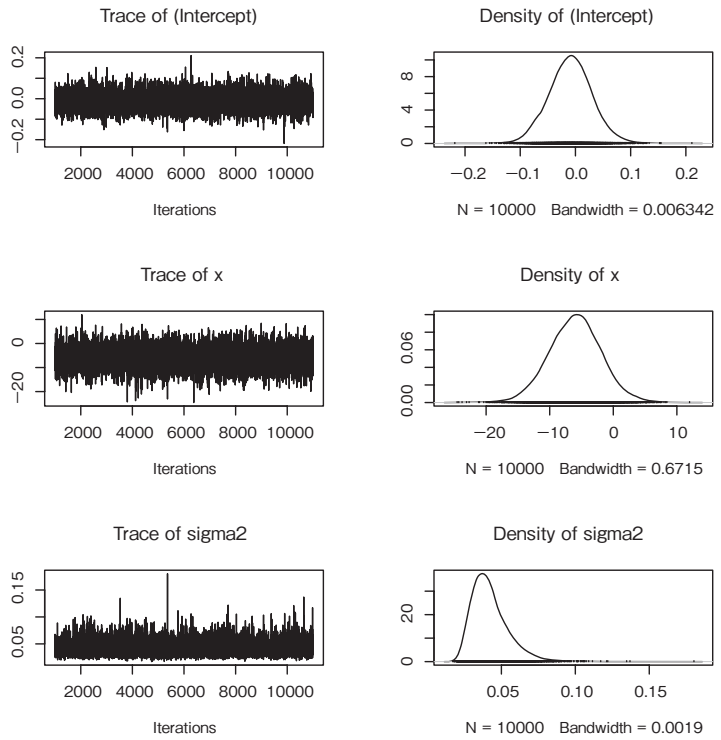 Trace of (Intercept)
0.2
0.0
−0.2
2000 4000 6000 8000 10000
Iterations
Density of (Intercept)
8
4
0
−0.2 −0.1 0.0 0.1 0.2
N = 10000 Bandwidth = 0.006342
Trace of x
0
−20
2000 4000 6000 8000 10000
Iterations
Density of x
0.06
0.00
−20 −10 0 10
N = 10000 Bandwidth = 0.6715
Trace of sigma2
0.15
0.05
2000 4000 6000 8000 10000
Iterations
Density of sigma2
20
0
0.05 0.10 0.15
N = 10000 Bandwidth = 0.0019